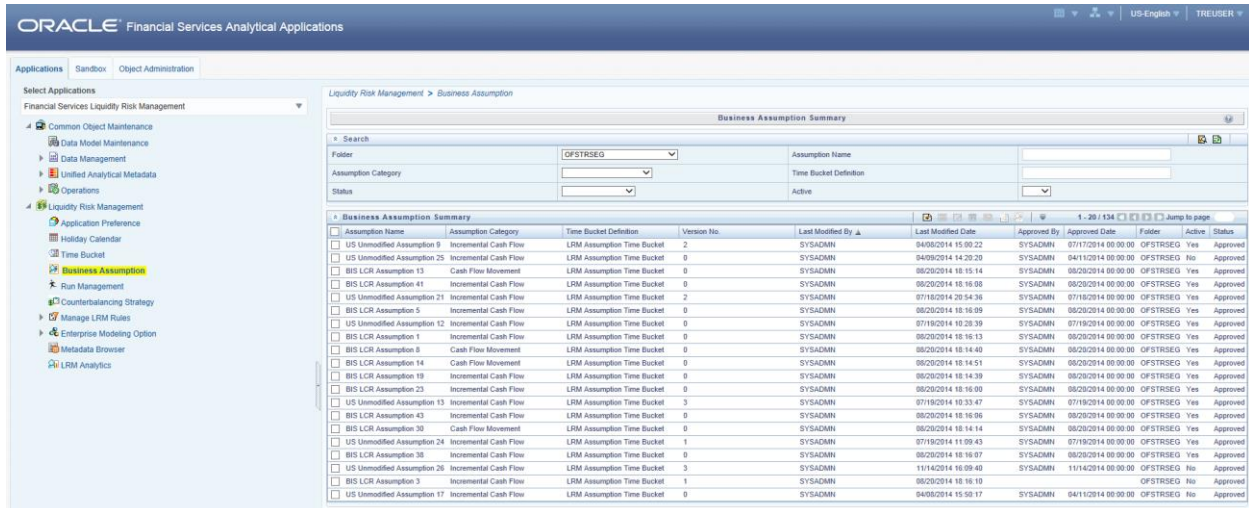 ORACLE Financial Services Analytical Applications US-English TREUSER
Applications Sandbox Object Administration
Select Applications
Financial Services Liquidity Risk Management
Common Object Maintenance
Data Model Maintenance
Data Management
Unified Analytical Metadata
Operations
Liquidity Risk Management
Application Preference
Holiday Calendar
Time Bucket
Business Assumption
Run Management
Counterbalancing Strategy
Manage LRM Rules
Enterprise Modeling Option
Metadata Browser
LRM Analytics
Liquidity Risk Management > Business Assumption
Business Assumption Summary
Search
Folder OFSTRSEG Assumption Name
Assumption Category Time Bucket Definition
Status Active
Business Assumption Summary 1 - 20 / 134 Jump to page
Assumption Name Assumption Category Time Bucket Definition Version No. Last Modified By Last Modified Date Approved By Approved Date Folder Active Status
US Unmodified Assumption 9 Incremental Cash Flow LRM Assumption Time Bucket 2 SYSADMN 04/08/2014 15:00:22 SYSADMN 07/17/2014 00:00:00 OFSTRSEG Yes Approved
US Unmodified Assumption 25 Incremental Cash Flow LRM Assumption Time Bucket 0 SYSADMN 04/09/2014 14:20:20 SYSADMN 04/11/2014 00:00:00 OFSTRSEG No Approved
BIS LCR Assumption 13 Cash Flow Movement LRM Assumption Time Bucket 0 SYSADMN 08/20/2014 18:15:14 SYSADMN 08/20/2014 00:00:00 OFSTRSEG Yes Approved
BIS LCR Assumption 41 Incremental Cash Flow LRM Assumption Time Bucket 0 SYSADMN 08/20/2014 18:16:08 SYSADMN 08/20/2014 00:00:00 OFSTRSEG Yes Approved
US Unmodified Assumption 21 Incremental Cash Flow LRM Assumption Time Bucket 2 SYSADMN 07/18/2014 20:54:36 SYSADMN 07/18/2014 00:00:00 OFSTRSEG Yes Approved
BIS LCR Assumption 5 Incremental Cash Flow LRM Assumption Time Bucket 0 SYSADMN 08/20/2014 18:16:09 SYSADMN 08/20/2014 00:00:00 OFSTRSEG Yes Approved
US Unmodified Assumption 12 Incremental Cash Flow LRM Assumption Time Bucket 0 SYSADMN 07/19/2014 10:28:39 SYSADMN 07/19/2014 00:00:00 OFSTRSEG Yes Approved
BIS LCR Assumption 1 Incremental Cash Flow LRM Assumption Time Bucket 0 SYSADMN 08/20/2014 18:16:13 SYSADMN 08/20/2014 00:00:00 OFSTRSEG Yes Approved
BIS LCR Assumption 8 Cash Flow Movement LRM Assumption Time Bucket 0 SYSADMN 08/20/2014 18:14:40 SYSADMN 08/20/2014 00:00:00 OFSTRSEG Yes Approved
BIS LCR Assumption 14 Cash Flow Movement LRM Assumption Time Bucket 0 SYSADMN 08/20/2014 18:14:51 SYSADMN 08/20/2014 00:00:00 OFSTRSEG Yes Approved
BIS LCR Assumption 19 Incremental Cash Flow LRM Assumption Time Bucket 0 SYSADMN 08/20/2014 18:14:39 SYSADMN 08/20/2014 00:00:00 OFSTRSEG Yes Approved
BIS LCR Assumption 23 Incremental Cash Flow LRM Assumption Time Bucket 0 SYSADMN 08/20/2014 18:16:00 SYSADMN 08/20/2014 00:00:00 OFSTRSEG Yes Approved
US Unmodified Assumption 13 Incremental Cash Flow LRM Assumption Time Bucket 3 SYSADMN 07/19/2014 10:33:47 SYSADMN 07/19/2014 00:00:00 OFSTRSEG Yes Approved
BIS LCR Assumption 43 Incremental Cash Flow LRM Assumption Time Bucket 0 SYSADMN 08/20/2014 18:16:06 SYSADMN 08/20/2014 00:00:00 OFSTRSEG Yes Approved
BIS LCR Assumption 30 Cash Flow Movement LRM Assumption Time Bucket 0 SYSADMN 08/20/2014 18:14:14 SYSADMN 08/20/2014 00:00:00 OFSTRSEG Yes Approved
US Unmodified Assumption 24 Incremental Cash Flow LRM Assumption Time Bucket 1 SYSADMN 07/19/2014 11:09:43 SYSADMN 07/19/2014 00:00:00 OFSTRSEG Yes Approved
BIS LCR Assumption 38 Incremental Cash Flow LRM Assumption Time Bucket 0 SYSADMN 08/20/2014 18:16:07 SYSADMN 08/20/2014 00:00:00 OFSTRSEG Yes Approved
US Unmodified Assumption 26 Incremental Cash Flow LRM Assumption Time Bucket 3 SYSADMN 11/14/2014 16:09:40 SYSADMN 11/14/2014 00:00:00 OFSTRSEG No Approved
BIS LCR Assumption 3 Incremental Cash Flow LRM Assumption Time Bucket 1 SYSADMN 08/20/2014 18:16:10 OFSTRSEG No Approved
US Unmodified Assumption 17 Incremental Cash Flow LRM Assumption Time Bucket 0 SYSADMN 04/08/2014 15:50:17 SYSADMN 04/11/2014 00:00:00 OFSTRSEG No Approved